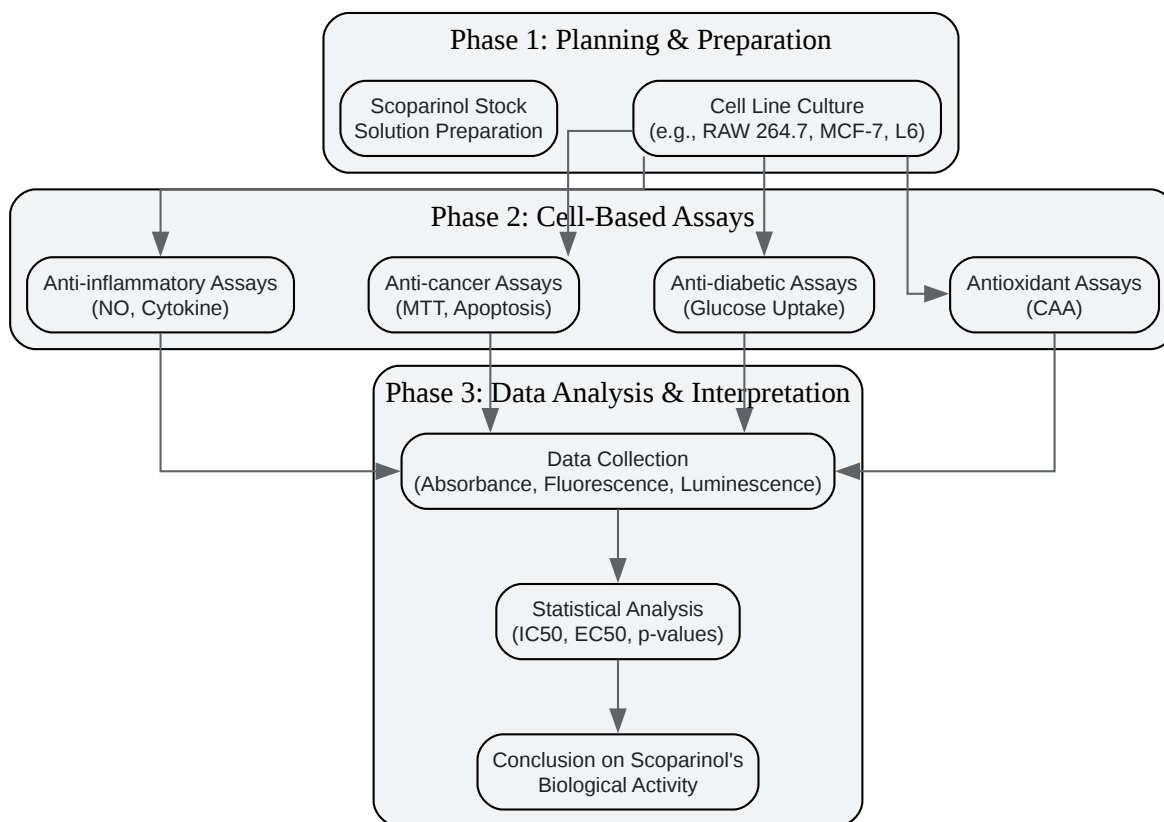 Phase 1: Planning & Preparation
Scoparinol Stock
Solution Preparation
Cell Line Culture
(e.g., RAW 264.7, MCF-7, L6)
Phase 2: Cell-Based Assays
Anti-inflammatory Assays
(NO, Cytokine)
Anti-cancer Assays
(MTT, Apoptosis)
Anti-diabetic Assays
(Glucose Uptake)
Antioxidant Assays
(CAA)
Phase 3: Data Analysis & Interpretation
Data Collection
(Absorbance, Fluorescence, Luminescence)
Statistical Analysis
(IC50, EC50, p-values)
Conclusion on Scoparinol's
Biological Activity